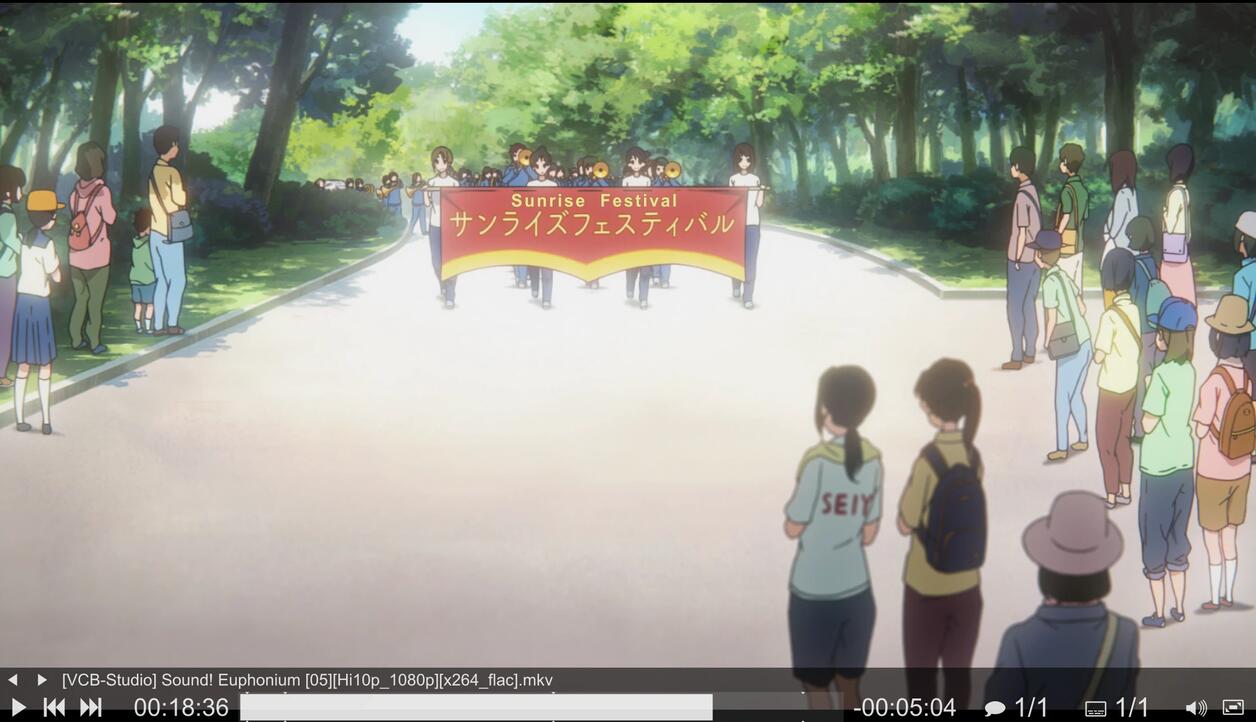 Sunrise Festival
サンライズフェスティバル
SEIY
[VCB-Studio] Sound! Euphonium [05][Hi10p_1080p][x264_flac].mkv
00:18:36
-00:05:04
1/1
1/1